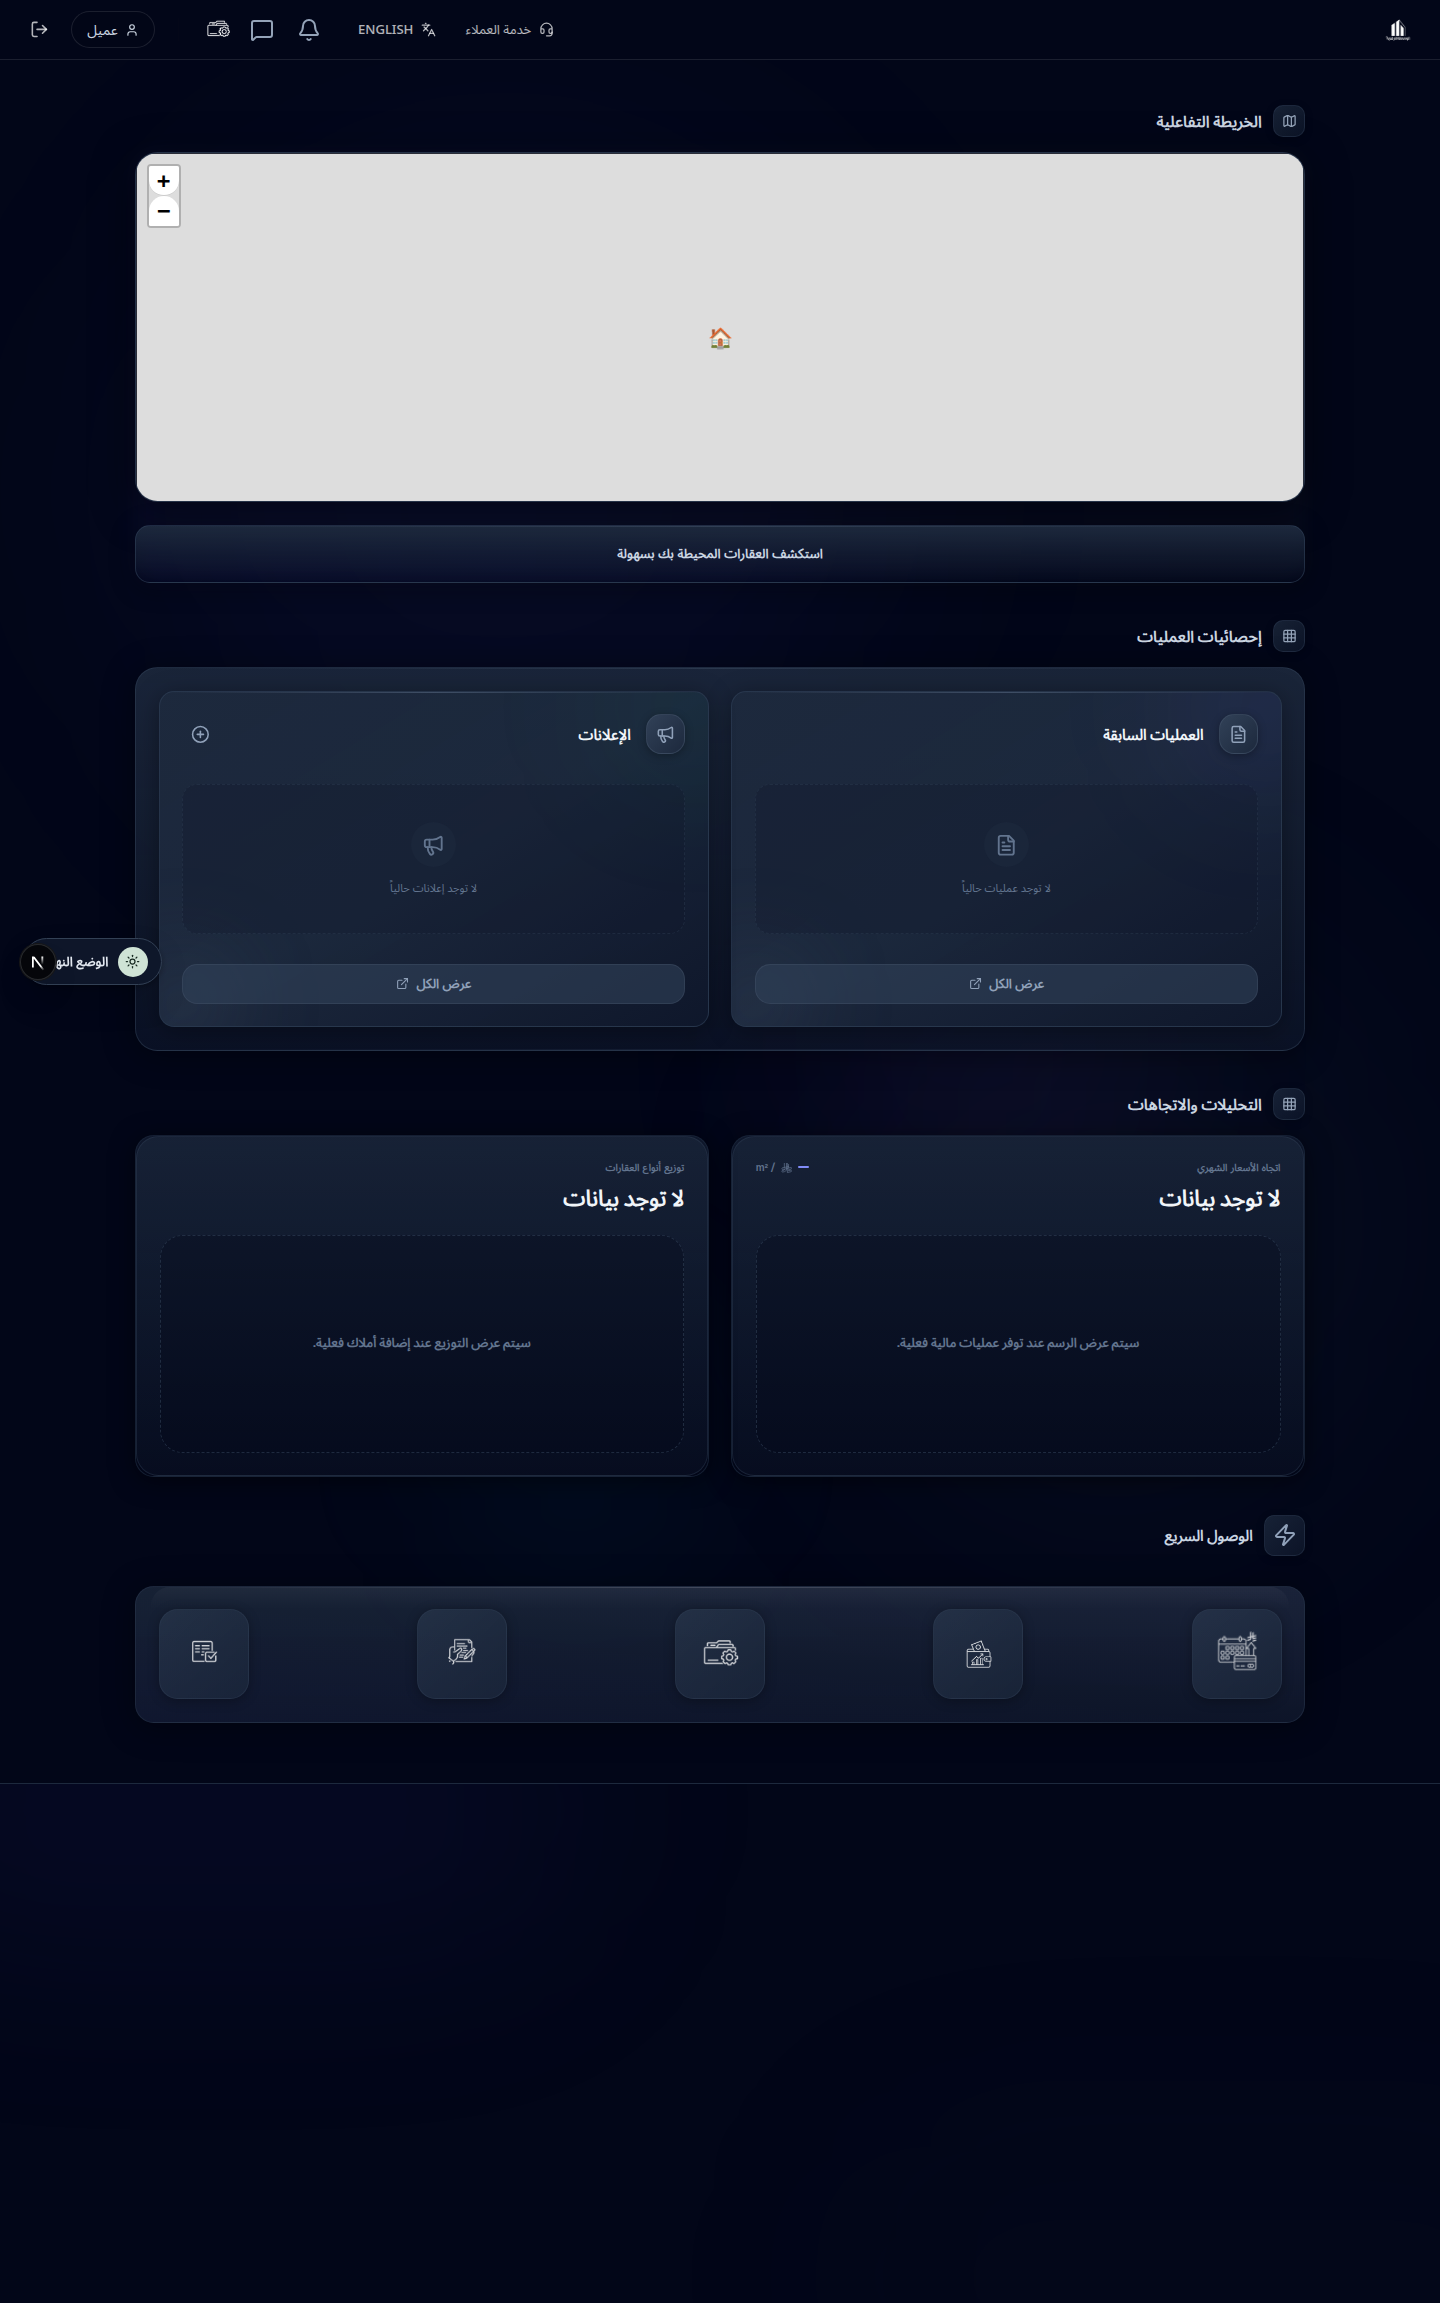 خدمة العملاء
ENGLISH
عميل
الخريطة التفاعلية
+
−
استكشف العقارات المحيطة بك بسهولة
إحصائيات العمليات
العمليات السابقة
لا توجد عمليات حالياً
عرض الكل
الإعلانات
لا توجد إعلانات حالياً
عرض الكل
الوضع
N
التحليلات والاتجاهات
اتجاه الأسعار الشهري
/ m²
لا توجد بيانات
سيتم عرض الرسم عند توفر عمليات مالية فعلية.
توزيع أنواع العقارات
لا توجد بيانات
سيتم عرض التوزيع عند إضافة أملاك فعلية.
الوصول السريع